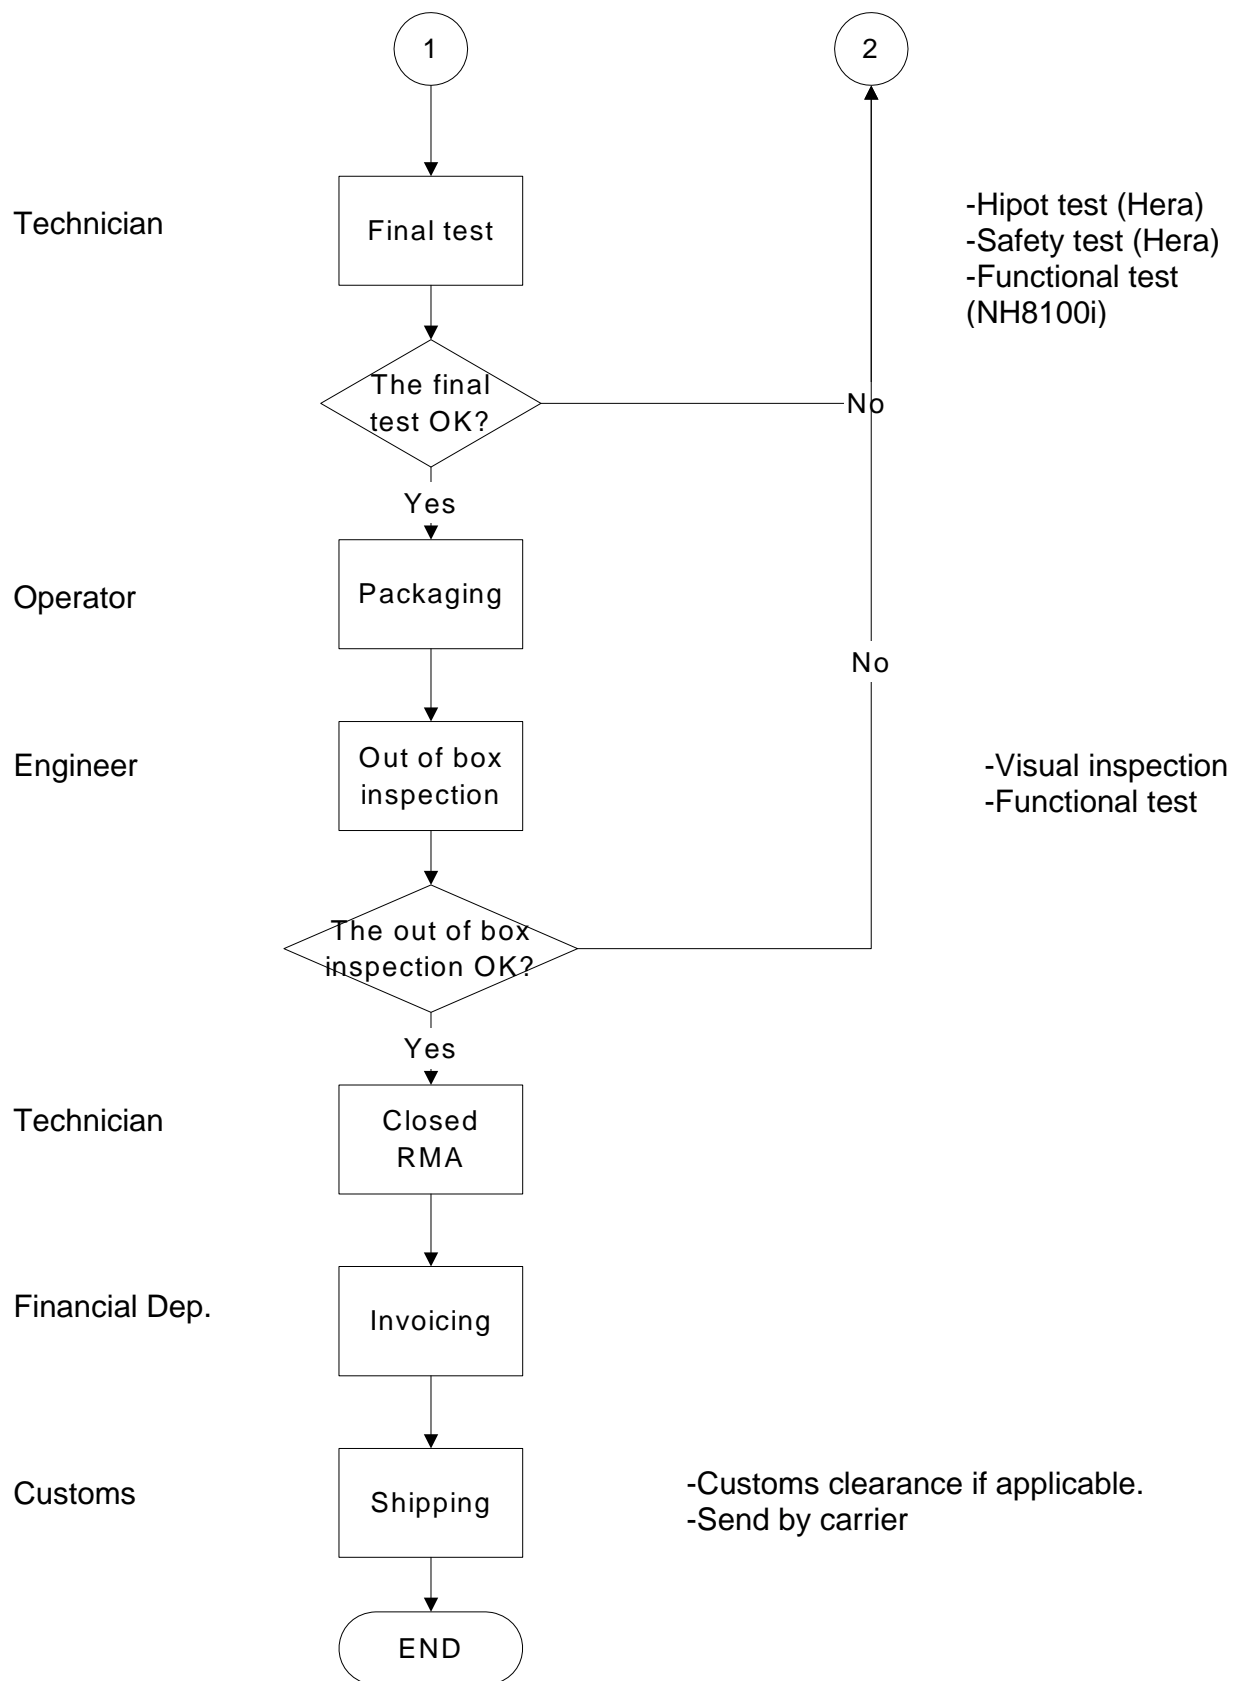 1
2
Technician
Final test
-Hipot test (Hera)
-Safety test (Hera)
-Functional test
(NH8100i)
The final
test OK?
No
Yes
Operator
Packaging
No
Engineer
Out of box
inspection
-Visual inspection
-Functional test
The out of box
inspection OK?
Yes
Technician
Closed
RMA
Financial Dep.
Invoicing
Customs
Shipping
-Customs clearance if applicable.
-Send by carrier
END